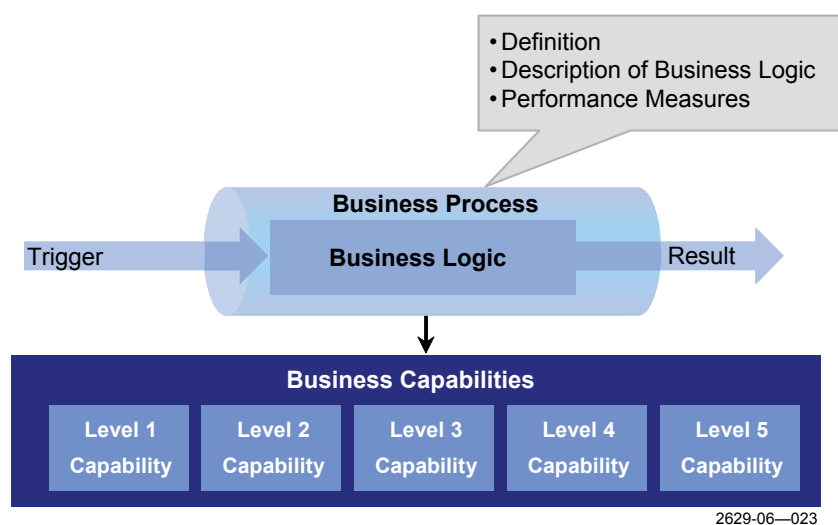 • Definition
• Description of Business Logic
• Performance Measures
Business Process
Trigger
Business Logic
Result
Business Capabilities
Level 1
Capability
Level 2
Capability
Level 3
Capability
Level 4
Capability
Level 5
Capability
2629-06—023